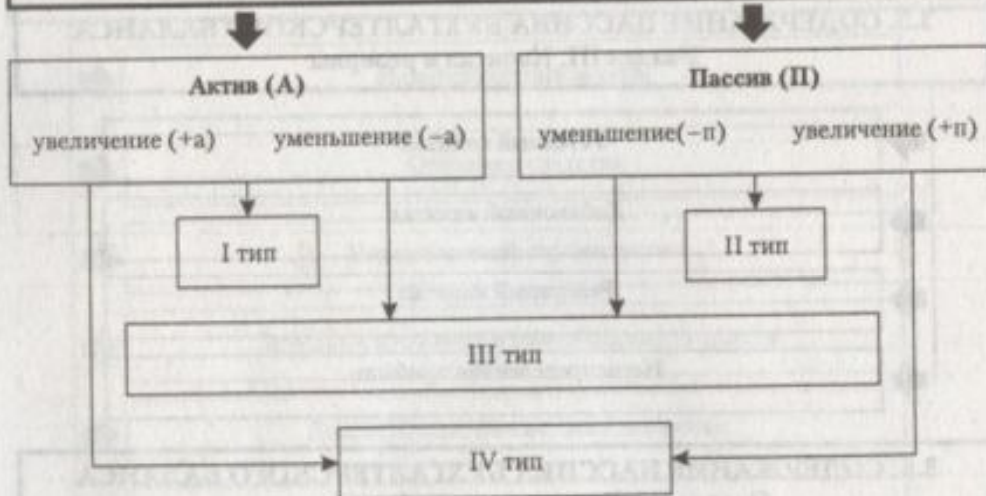 Актив (А)
увеличение (+а) уменьшение (−а)
Пассив (П)
уменьшение(−п) увеличение (+п)
I тип
II тип
III тип
IV тип